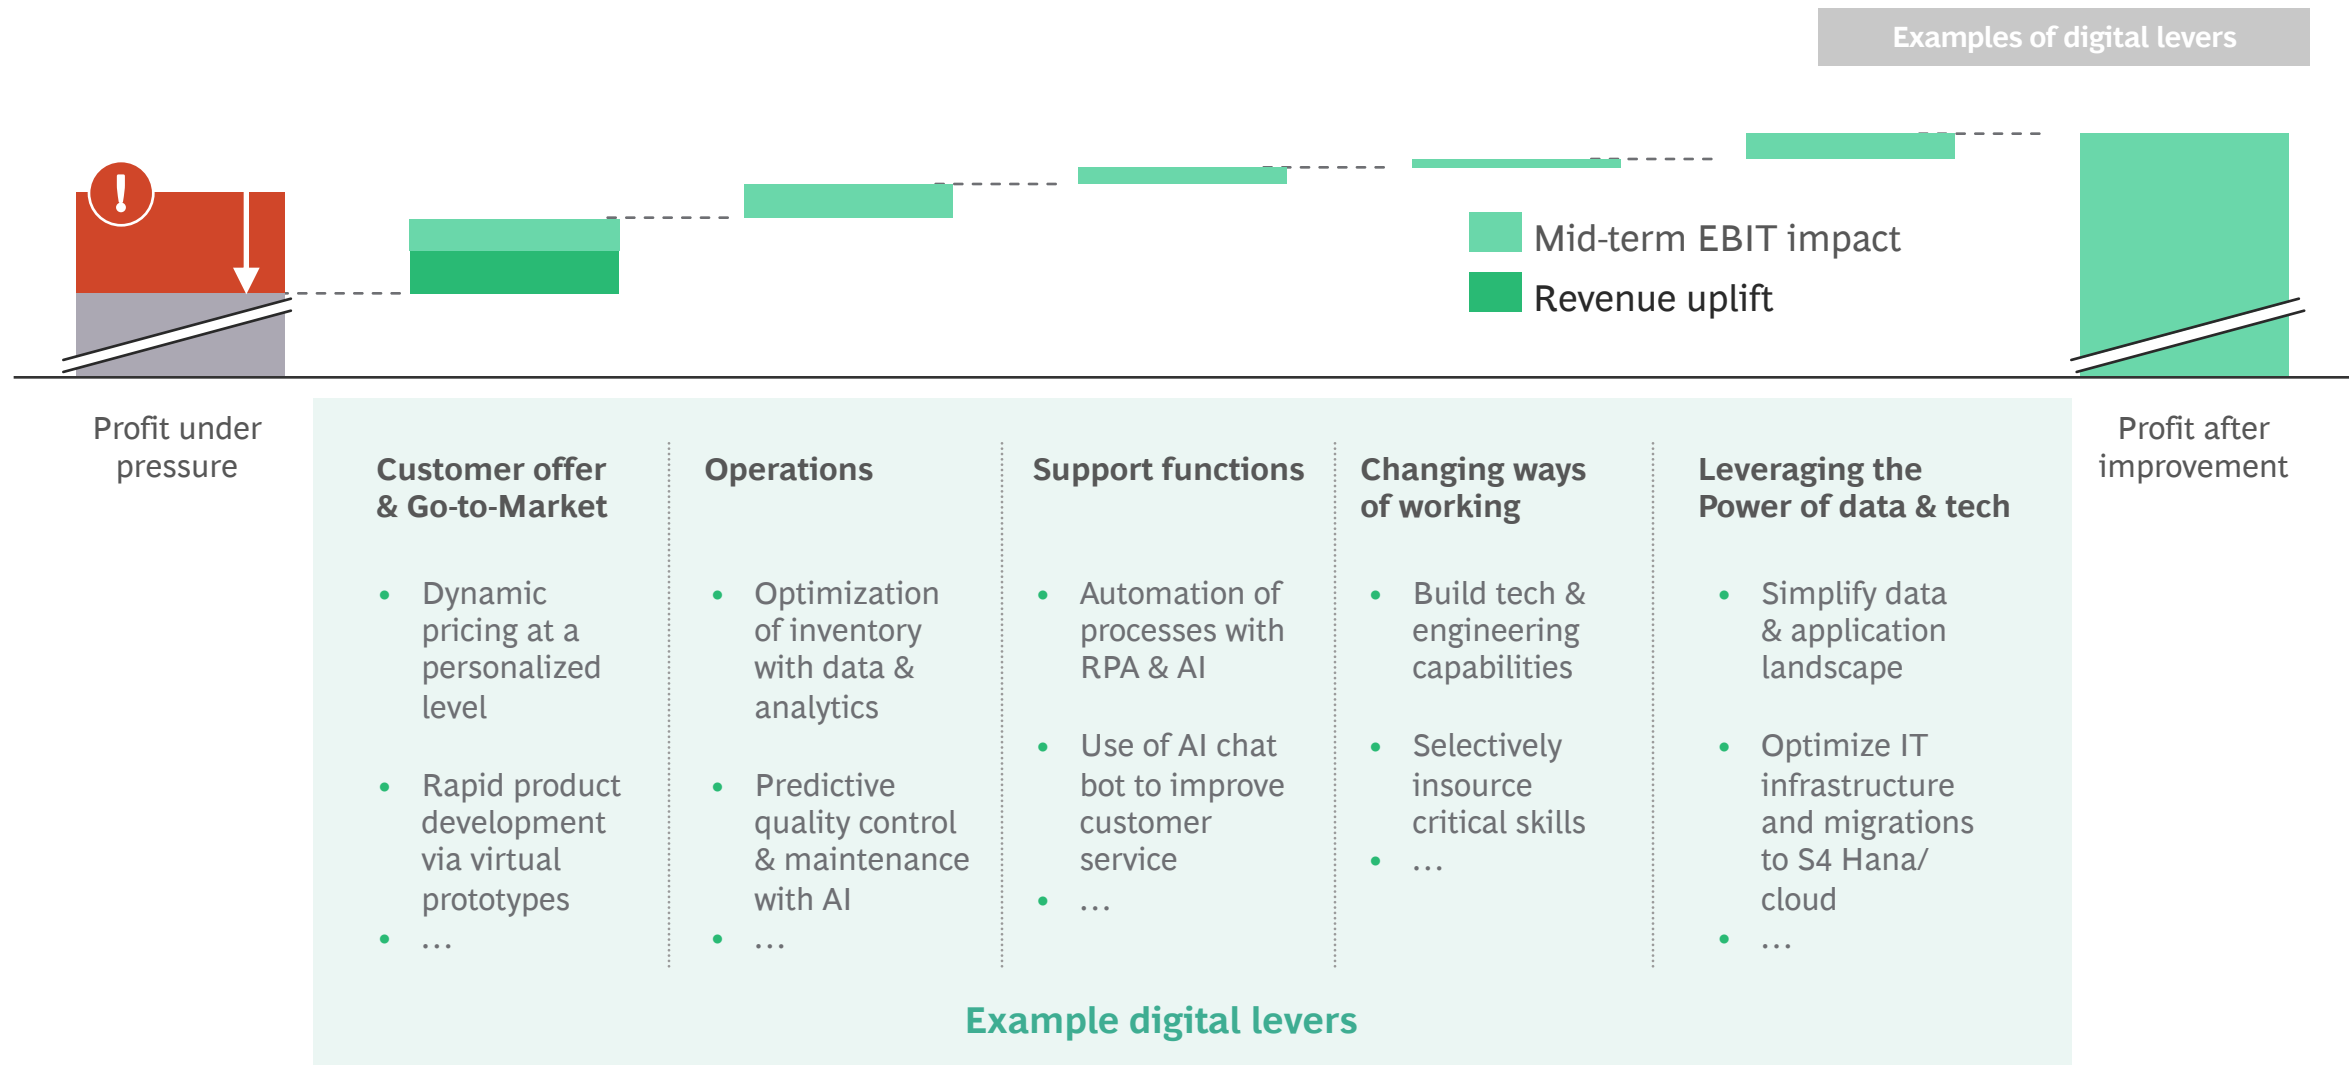 Examples of digital levers
!
Mid-term EBIT impact
Revenue uplift
Profit under
pressure
Customer offer
& Go-to-Market
• Dynamic
pricing at a
personalized
level
• Rapid product
development
via virtual
prototypes
• ...
Operations
• Optimization
of inventory
with data &
analytics
• Predictive
quality control
& maintenance
with AI
• ...
Support functions
• Automation of
processes with
RPA & AI
• Use of AI chat
bot to improve
customer
service
• ...
Changing ways
of working
• Build tech &
engineering
capabilities
• Selectively
insource
critical skills
• ...
Leveraging the
Power of data & tech
• Simplify data
& application
landscape
• Optimize IT
infrastructure
and migrations
to S4 Hana/
cloud
• ...
Profit after
improvement
Example digital levers